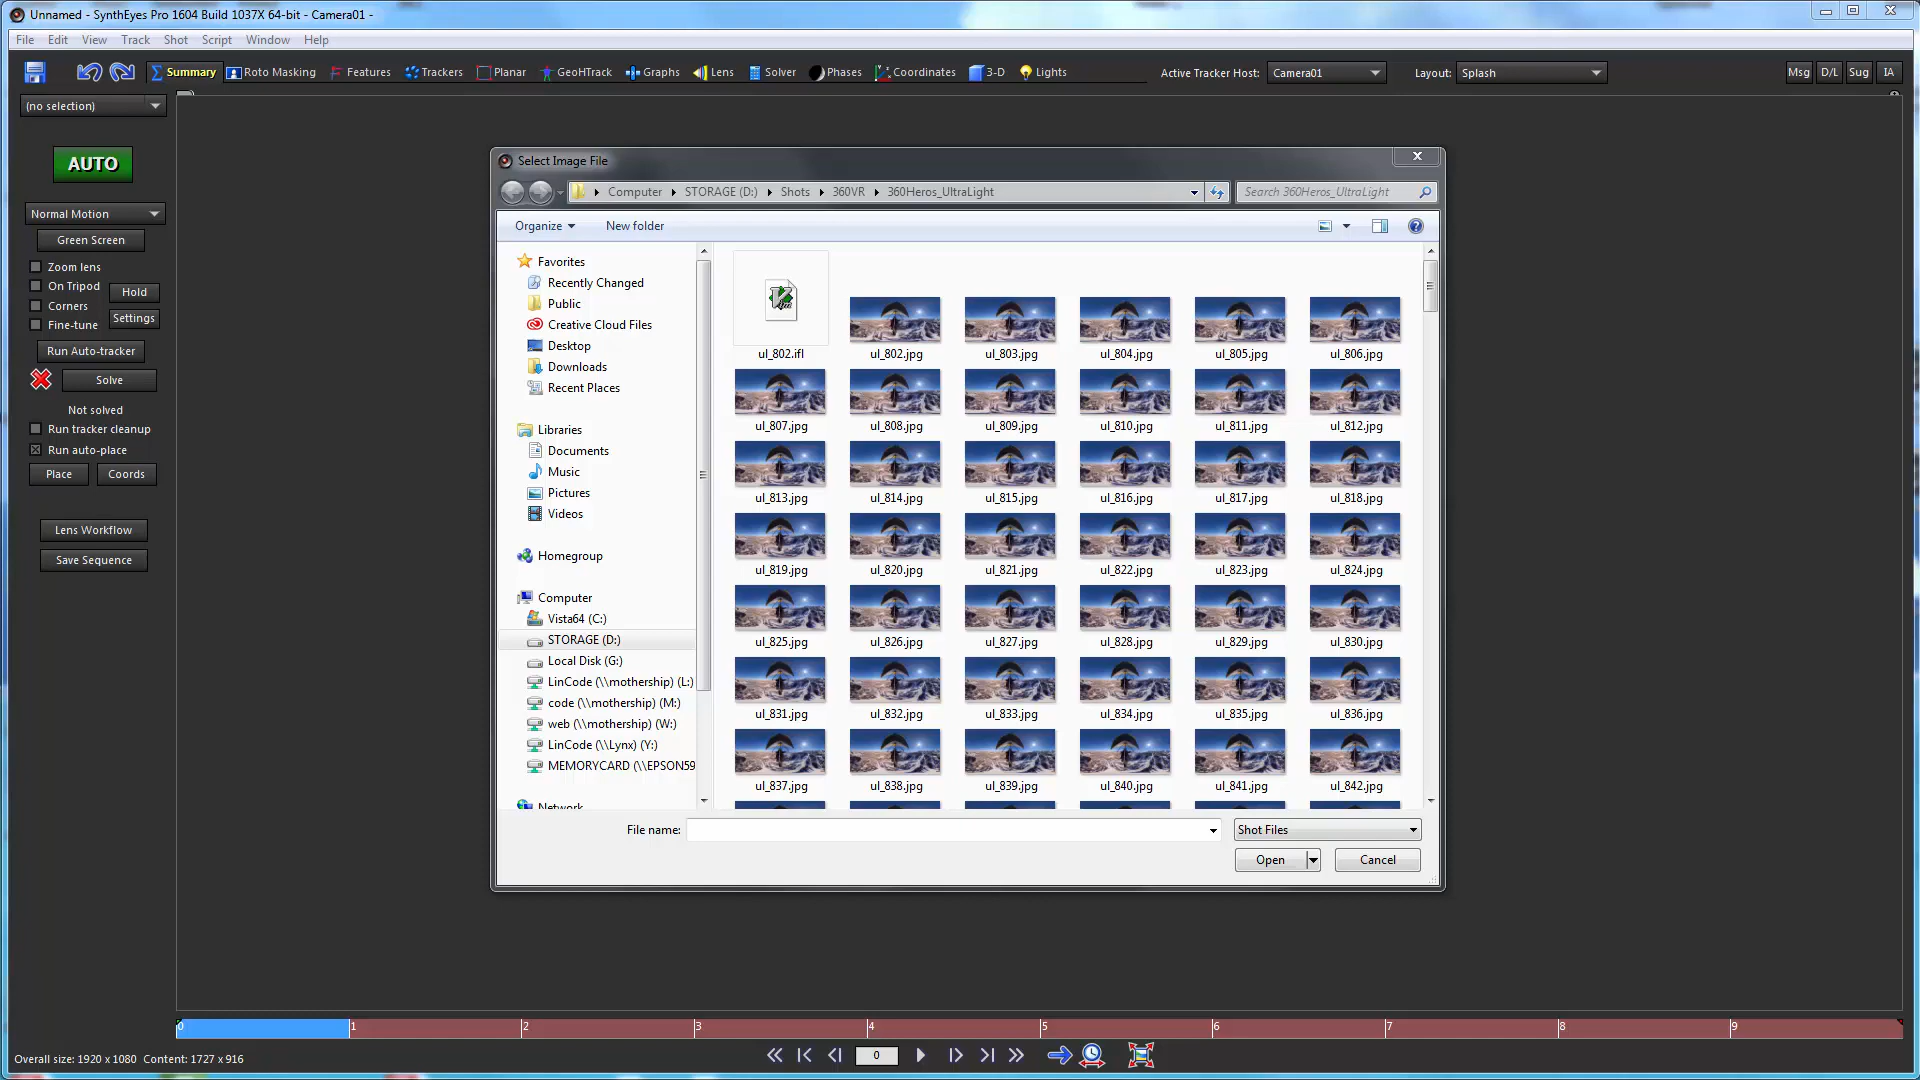 Unnamed - SynthEyes Pro 1604 Build 1037X 64-bit - Camera01 -
File Edit View Track Shot Script Window Help
Summary Roto Masking Features Trackers Planar GeoHTrack Graphs Lens Solver Phases Coordinates 3-D Lights Active Tracker Host: Camera01 Layout: Splash Msg D/L Sug IA
(no selection)
AUTO
Normal Motion
Green Screen
Zoom lens
On Tripod
Hold
Corners
Settings
Fine-tune
Run Auto-tracker
Solve
Not solved
Run tracker cleanup
Run auto-place
Place Coords
Lens Workflow
Save Sequence
Select Image File
Computer STORAGE (D:) Shots 360VR 360Heros_UltraLight Search 360Heros_UltraLight
Organize New folder
Favorites
Recently Changed
Public
Creative Cloud Files
Desktop
Downloads
Recent Places
Libraries
Documents
Music
Pictures
Videos
Homegroup
Computer
Vista64 (C:)
STORAGE (D:)
Local Disk (G:)
LinCode (\\mothership) (L:)
code (\\mothership) (M:)
web (\\mothership) (W:)
LinCode (\\Lynx) (Y:)
MEMORYCARD (\\EPSON59
Network
ul_802.ifl ul_802.jpg ul_803.jpg ul_804.jpg ul_805.jpg ul_806.jpg
ul_807.jpg ul_808.jpg ul_809.jpg ul_810.jpg ul_811.jpg ul_812.jpg
ul_813.jpg ul_814.jpg ul_815.jpg ul_816.jpg ul_817.jpg ul_818.jpg
ul_819.jpg ul_820.jpg ul_821.jpg ul_822.jpg ul_823.jpg ul_824.jpg
ul_825.jpg ul_826.jpg ul_827.jpg ul_828.jpg ul_829.jpg ul_830.jpg
ul_831.jpg ul_832.jpg ul_833.jpg ul_834.jpg ul_835.jpg ul_836.jpg
ul_837.jpg ul_838.jpg ul_839.jpg ul_840.jpg ul_841.jpg ul_842.jpg
File name: Shot Files
Open Cancel
0 1 2 3 4 5 6 7 8 9
Overall size: 1920 x 1080 Content: 1727 x 916
0